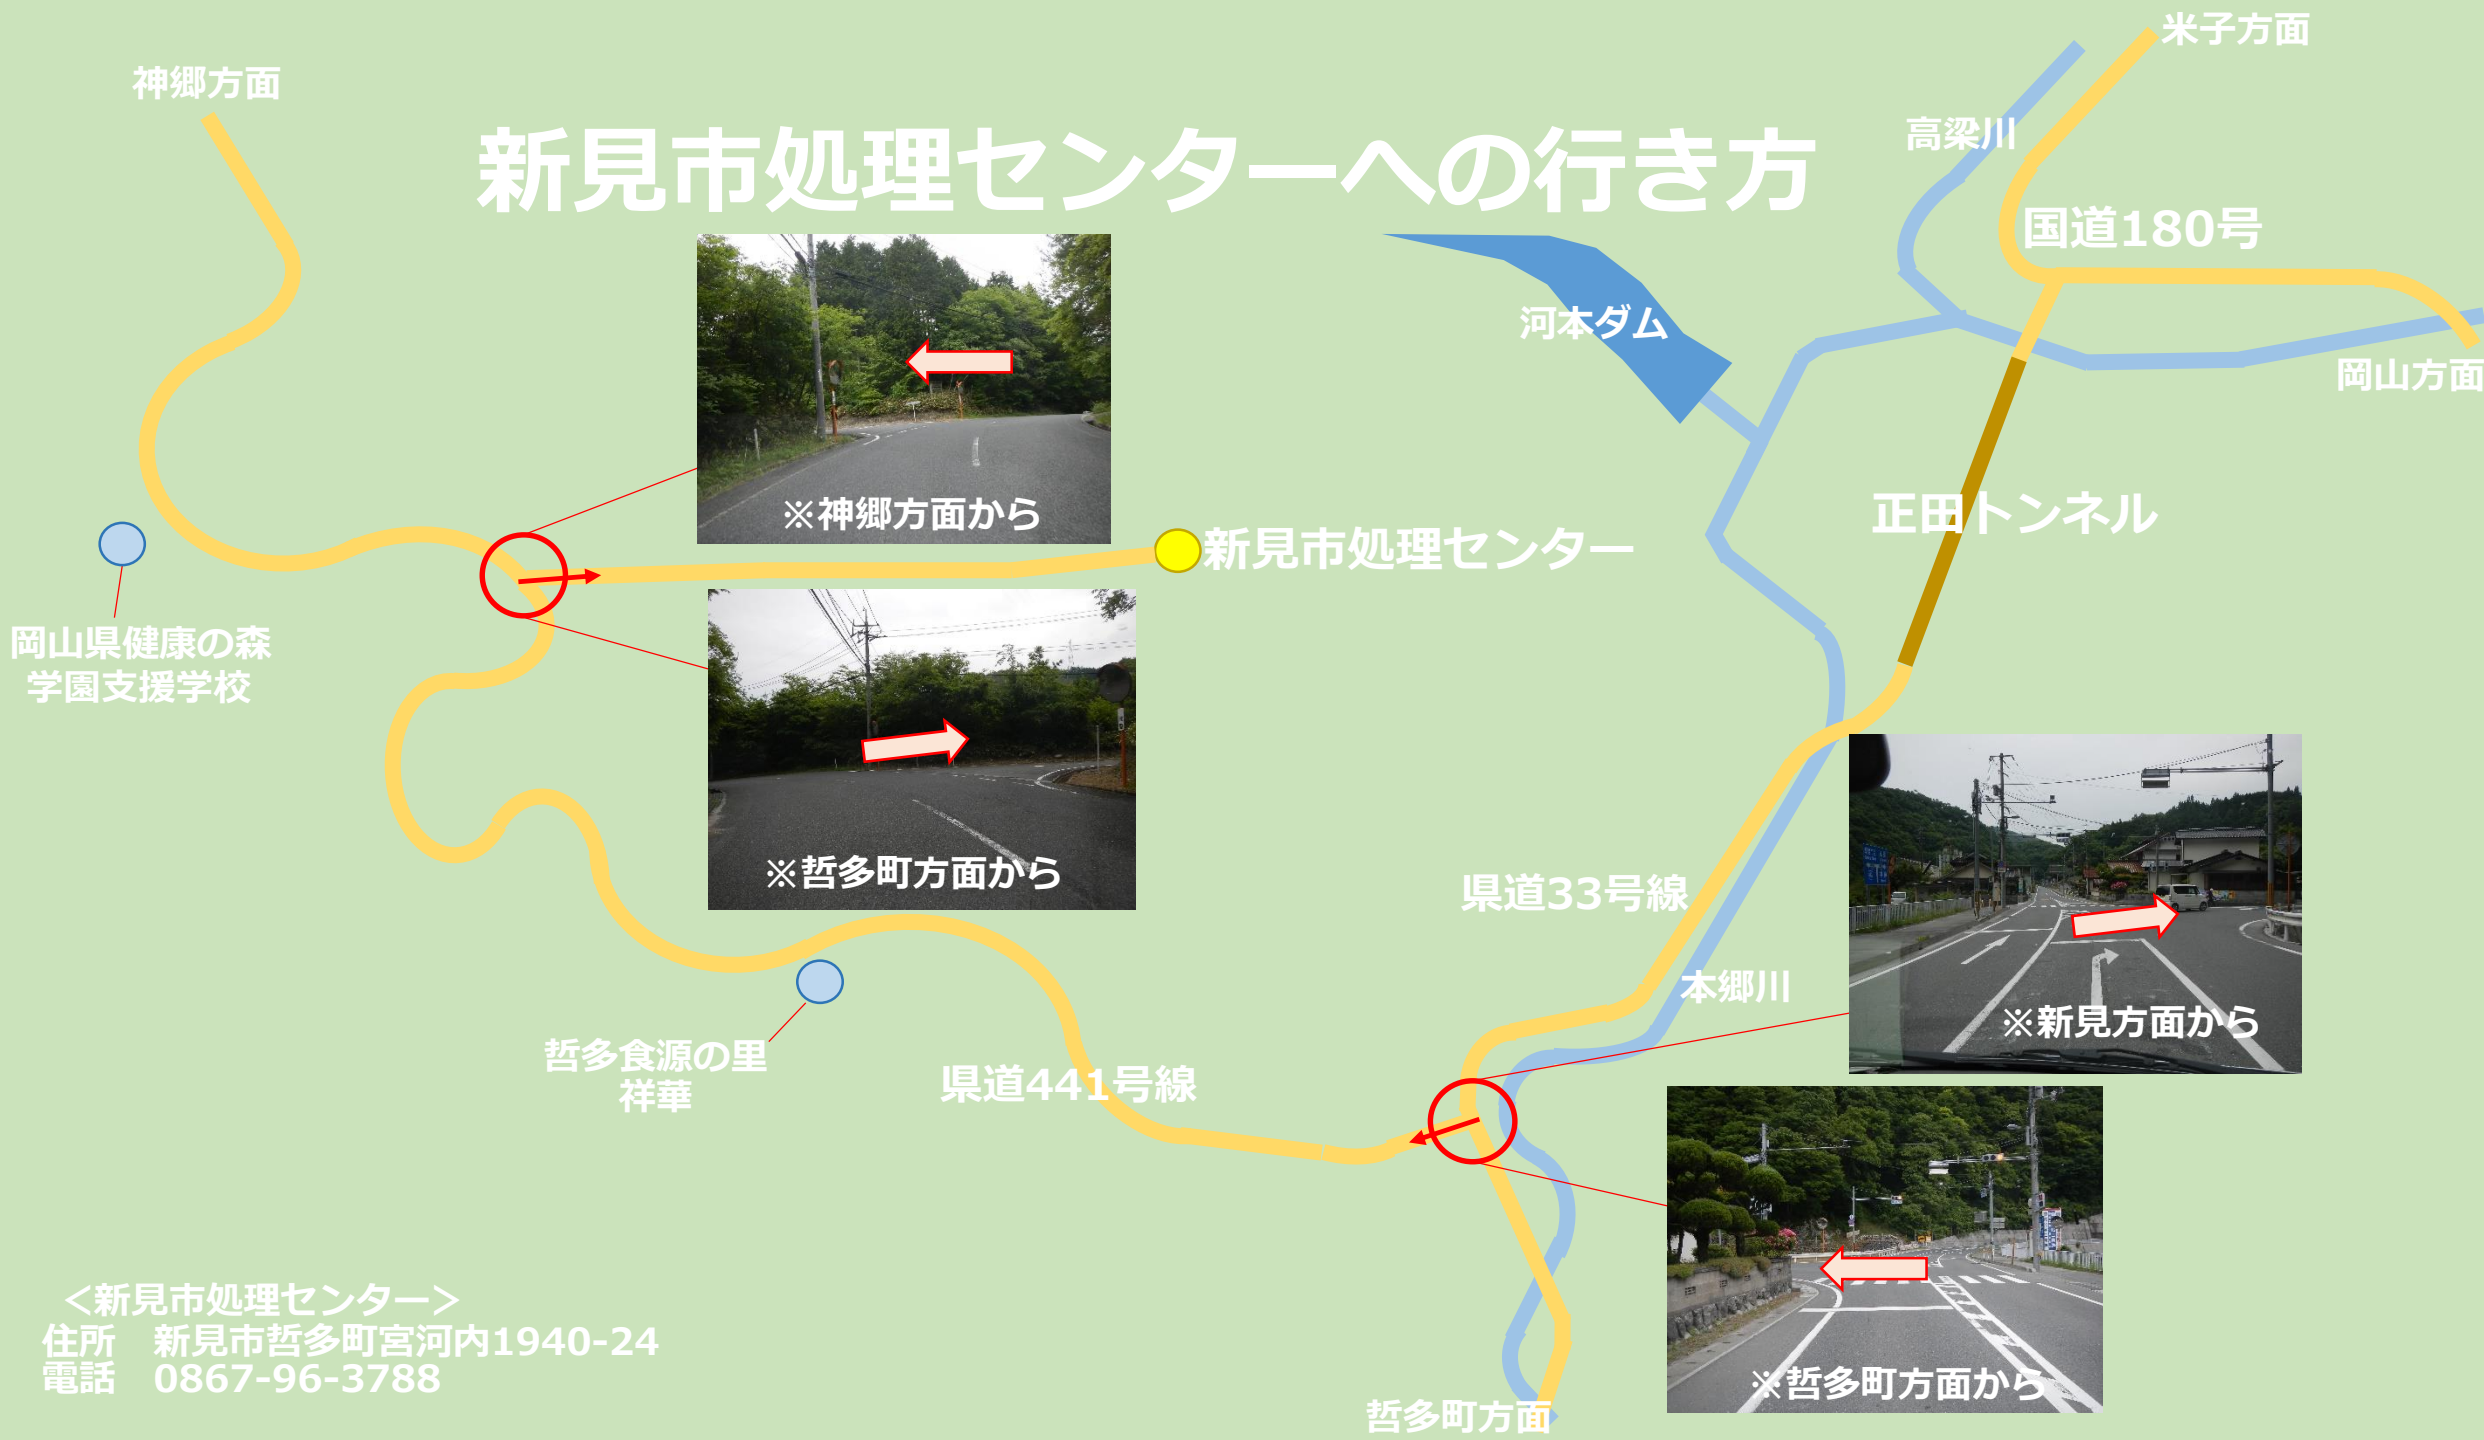 米子方面
神郷方面
高梁川
新見市処理センターへの行き方
国道180号
河本ダム
岡山方面
※神郷方面から
正田トンネル
新見市処理センター
岡山県健康の森
学園支援学校
※哲多町方面から
県道33号線
本郷川
※新見方面から
哲多食源の里
祥華
県道441号線
<新見市処理センター>
住所　新見市哲多町宮河内1940-24
電話　0867-96-3788
※哲多町方面から
哲多町方面